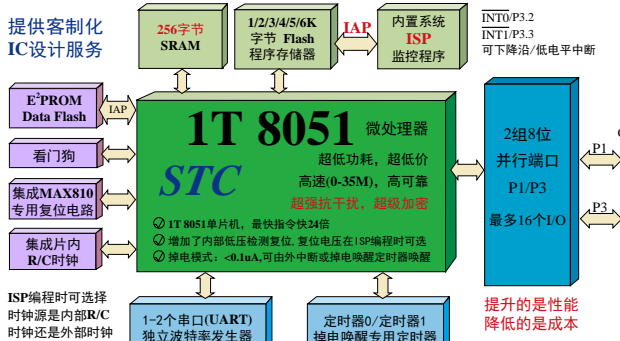 提供客制化
IC设计服务
256字节
SRAM
1/2/3/4/5/6K
字节 Flash
程序存储器
IAP
内置系统
ISP
监控程序
INT0/P3.2
INT1/P3.3
可下降沿/低电平中断
E²PROM
Data Flash
IAP
看门狗
集成MAX810
专用复位电路
集成片内
R/C时钟
1T 8051 微处理器
STC
超低功耗，超低价
高速(0-35M)，高可靠
超强抗干扰，超级加密
1T 8051单片机，最快指令快24倍
增加了内部低压检测复位,复位电压在ISP编程时可选
掉电模式：<0.1uA,可由外中断或掉电唤醒定时器唤醒
2组8位
并行端口
P1/P3
最多16个I/O
P1
P3
ISP编程时可选择
时钟源是内部R/C
时钟还是外部时钟
1-2个串口(UART)
独立波特率发生器
定时器0/定时器1
掉电唤醒专用定时器
提升的是性能
降低的是成本